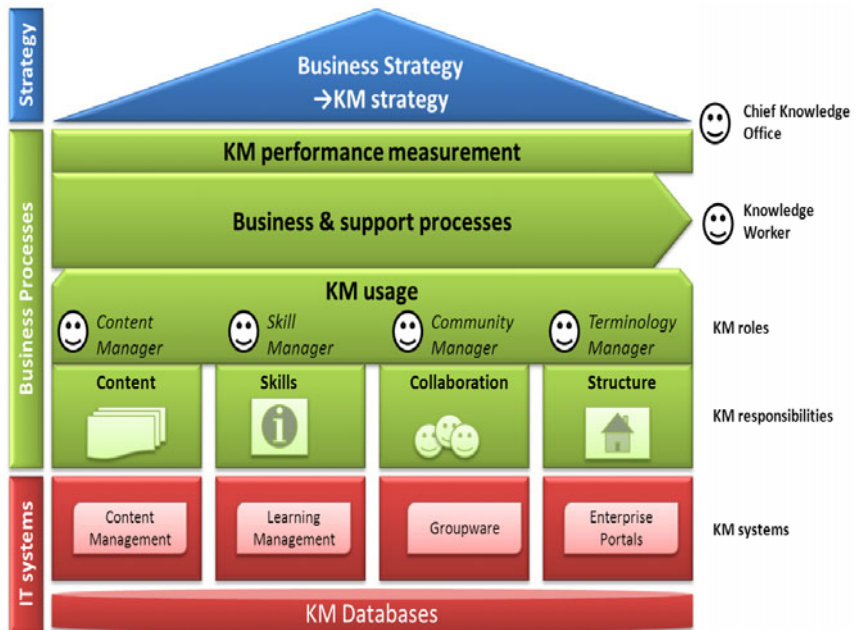 Strategy
Business Strategy
→KM strategy
Chief Knowledge
Office
Business Processes
KM performance measurement
Business & support processes
Knowledge
Worker
KM usage
Content
Manager
Skill
Manager
Community
Manager
Terminology
Manager
KM roles
Content
Skills
Collaboration
Structure
KM responsibilities
IT systems
Content
Management
Learning
Management
Groupware
Enterprise
Portals
KM systems
KM Databases